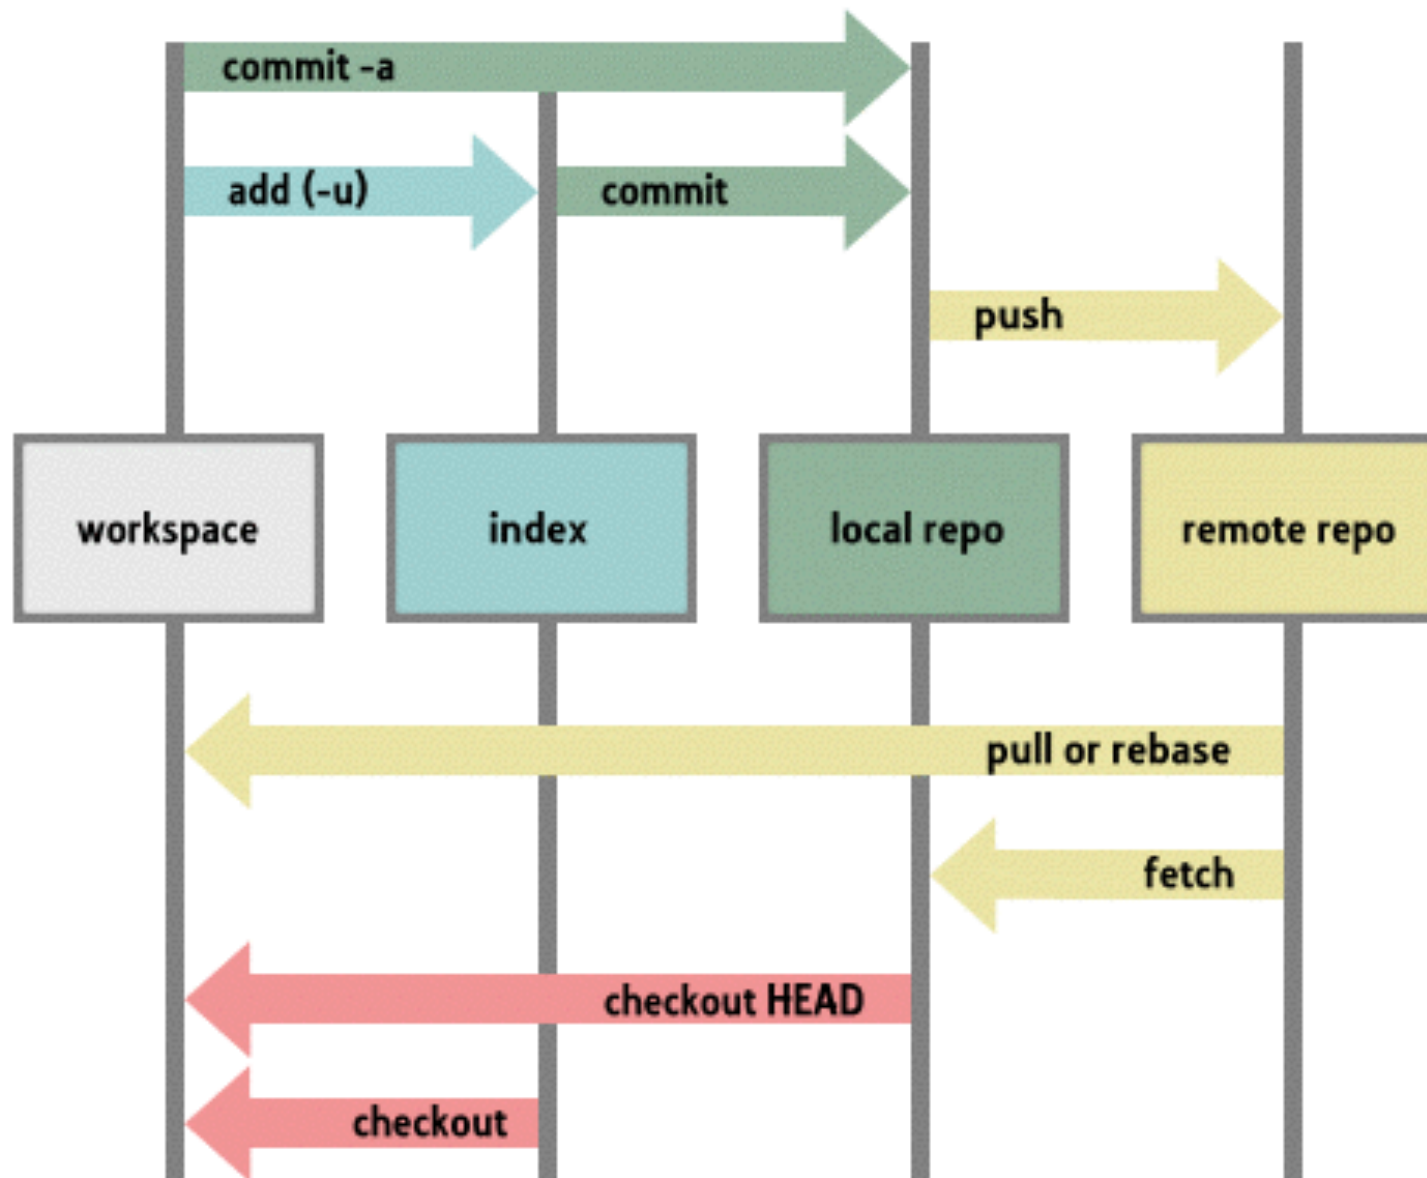 commit -a
add (-u)
commit
push
workspace
index
local repo
remote repo
pull or rebase
fetch
checkout HEAD
checkout